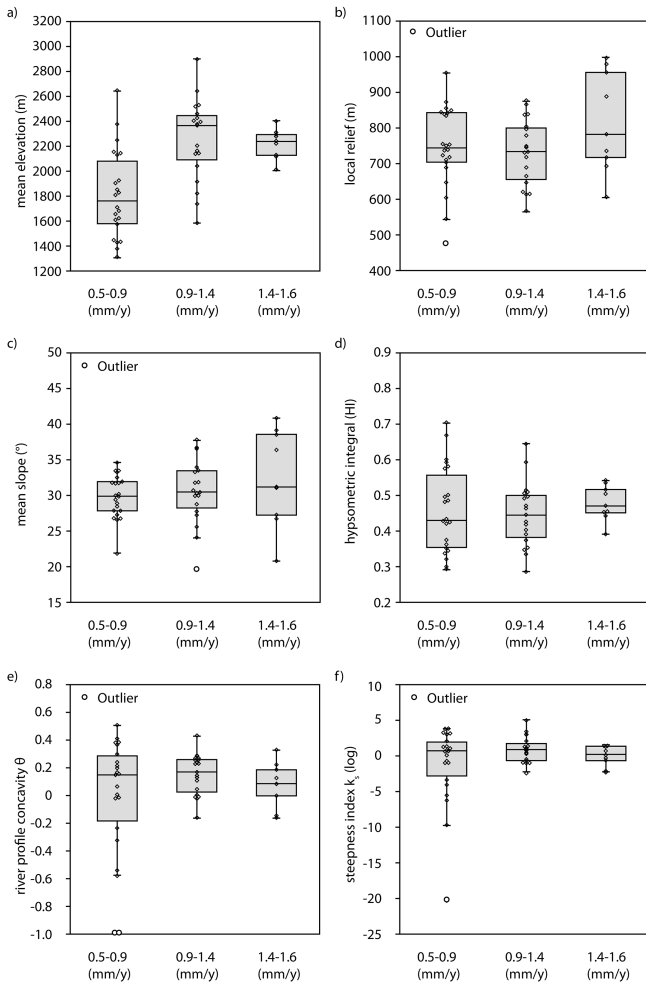 a)
mean elevation (m)
3200
3000
2800
2600
2400
2200
2000
1800
1600
1400
1200
0.5-0.9 0.9-1.4 1.4-1.6
(mm/y) (mm/y) (mm/y)
b)
Outlier
local relief (m)
1100
1000
900
800
700
600
500
400
0.5-0.9 0.9-1.4 1.4-1.6
(mm/y) (mm/y) (mm/y)
c)
Outlier
mean slope (°)
50
45
40
35
30
25
20
15
0.5-0.9 0.9-1.4 1.4-1.6
(mm/y) (mm/y) (mm/y)
d)
hypsometric integral (HI)
0.9
0.8
0.7
0.6
0.5
0.4
0.3
0.2
0.5-0.9 0.9-1.4 1.4-1.6
(mm/y) (mm/y) (mm/y)
e)
Outlier
river profile concavity θ
0.8
0.6
0.4
0.2
0
-0.2
-0.4
-0.6
-0.8
-1.0
0.5-0.9 0.9-1.4 1.4-1.6
(mm/y) (mm/y) (mm/y)
f)
Outlier
steepness index ks (log)
10
5
0
-5
-10
-15
-20
-25
0.5-0.9 0.9-1.4 1.4-1.6
(mm/y) (mm/y) (mm/y)